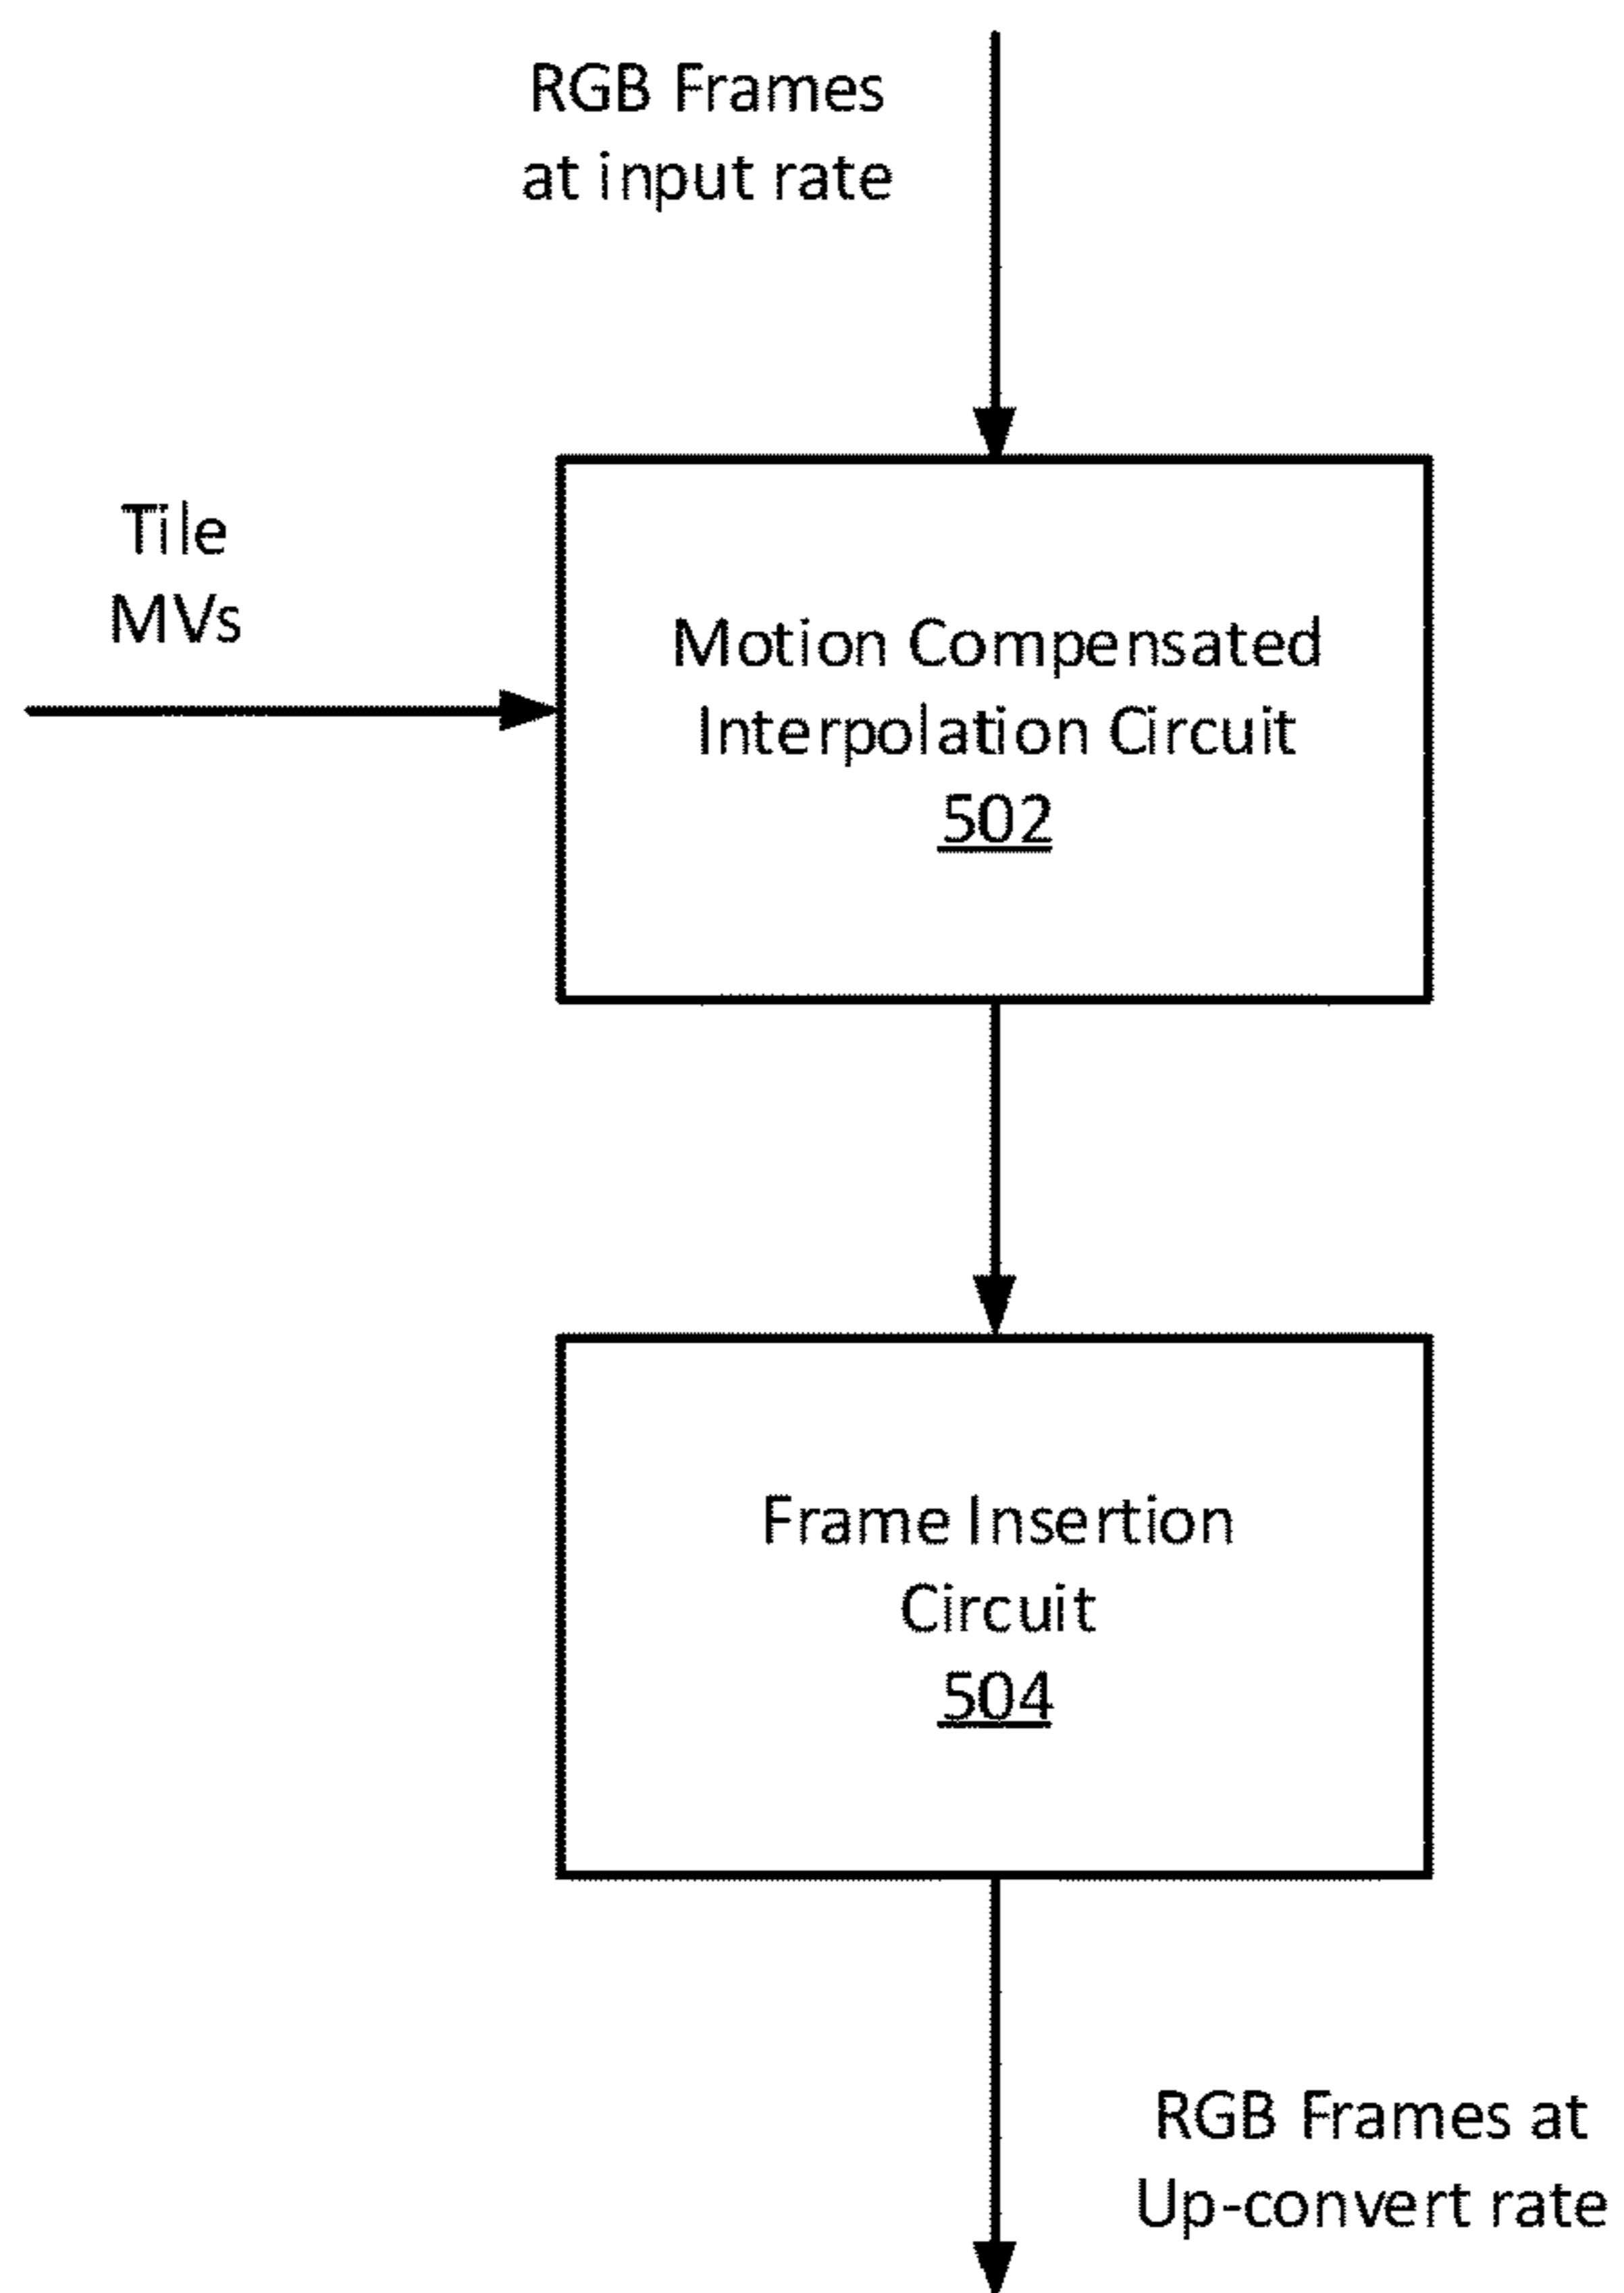 RGB Frames
at input rate
Tile
MVs
Motion Compensated
Interpolation Circuit
502
Frame Insertion
Circuit
504
RGB Frames at
Up-convert rate